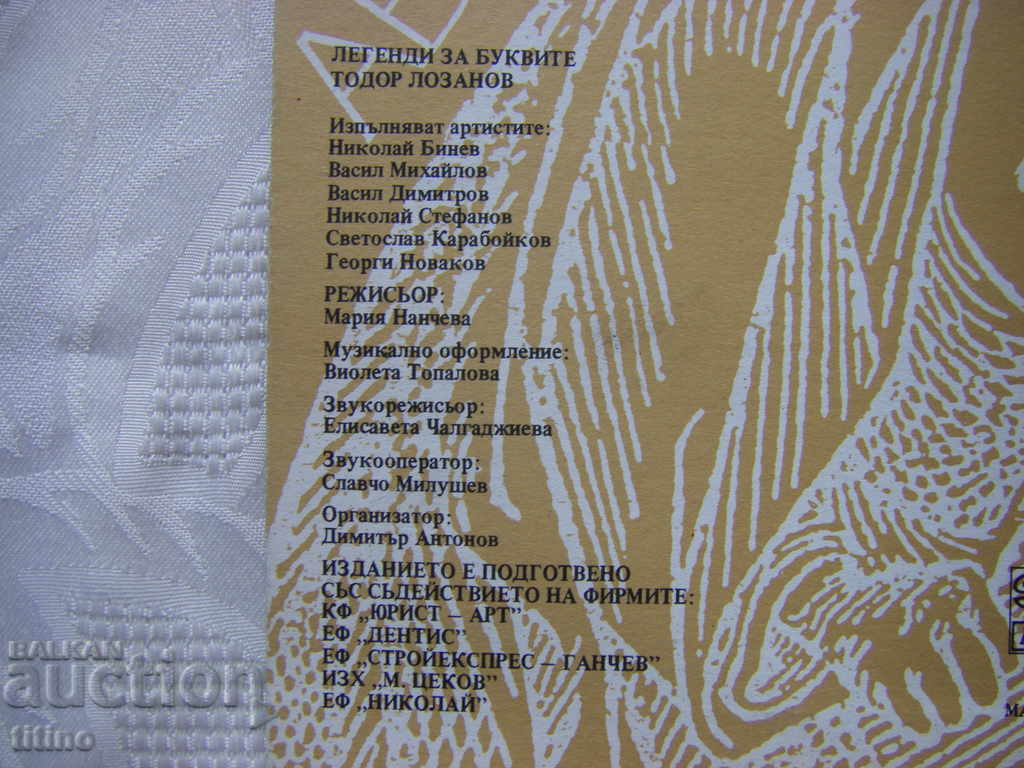 ЛЕГЕНДИ ЗА БУКВИТЕ
ТОДОР ЛОЗАНОВ
Изпълняват артистите:
Николай Бинев
Васил Михайлов
Васил Димитров
Николай Стефанов
Светослав Карабойков
Георги Новаков
РЕЖИСЬОР:
Мария Нанчева
Музикално оформление:
Виолета Топалова
Звукорежисьор:
Елисавета Чалгаджиева
Звукооператор:
Славчо Милушев
Организатор:
Димитър Антонов
ИЗДАНИЕТО Е ПОДГОТВЕНО
СЪС СЪДЕЙСТВИЕТО НА ФИРМИТЕ:
КФ „ЮРИСТ – АРТ"
ЕФ „ДЕНТИС"
ЕФ „СТРОЙЕКСПРЕС – ГАНЧЕВ"
ИЗХ „М. ЦЕКОВ"
ЕФ „НИКОЛАЙ"
BALKAN
auction
titino